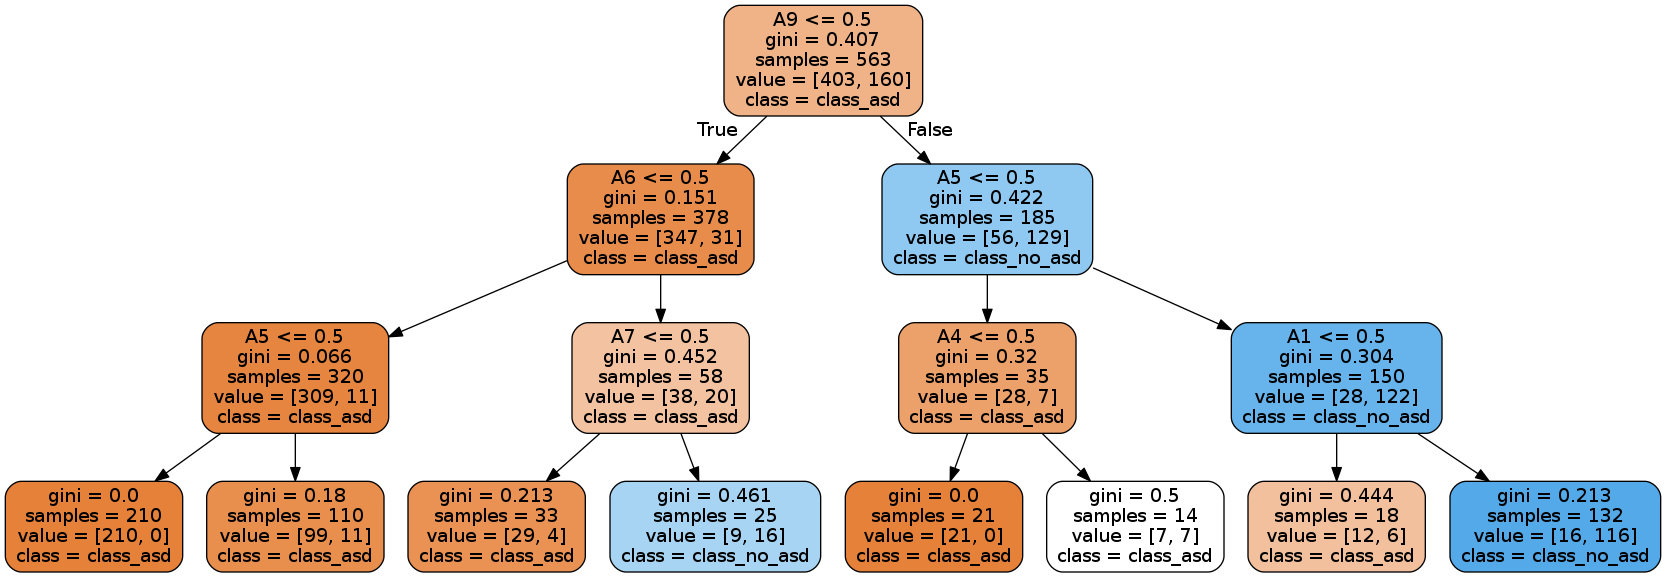 A9 <= 0.5
gini = 0.407
samples = 563
value = [403, 160]
class = class_asd
True
False
A6 <= 0.5
gini = 0.151
samples = 378
value = [347, 31]
class = class_asd
A5 <= 0.5
gini = 0.422
samples = 185
value = [56, 129]
class = class_no_asd
A5 <= 0.5
gini = 0.066
samples = 320
value = [309, 11]
class = class_asd
A7 <= 0.5
gini = 0.452
samples = 58
value = [38, 20]
class = class_asd
A4 <= 0.5
gini = 0.32
samples = 35
value = [28, 7]
class = class_asd
A1 <= 0.5
gini = 0.304
samples = 150
value = [28, 122]
class = class_no_asd
gini = 0.0
samples = 210
value = [210, 0]
class = class_asd
gini = 0.18
samples = 110
value = [99, 11]
class = class_asd
gini = 0.213
samples = 33
value = [29, 4]
class = class_asd
gini = 0.461
samples = 25
value = [9, 16]
class = class_no_asd
gini = 0.0
samples = 21
value = [21, 0]
class = class_asd
gini = 0.5
samples = 14
value = [7, 7]
class = class_asd
gini = 0.444
samples = 18
value = [12, 6]
class = class_asd
gini = 0.213
samples = 132
value = [16, 116]
class = class_no_asd